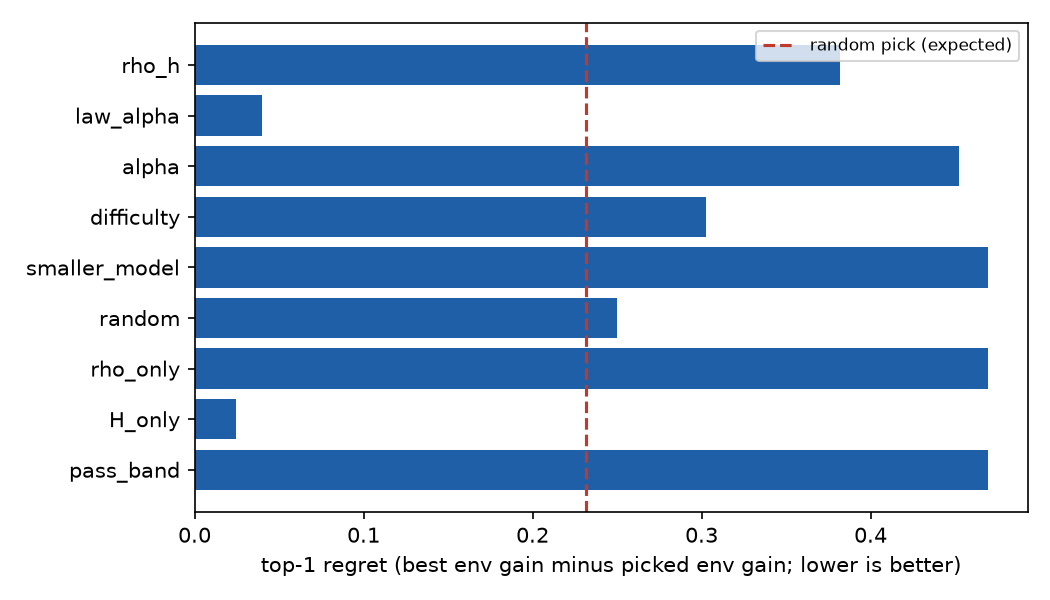 random pick (expected)
rho_h
law_alpha
alpha
difficulty
smaller_model
random
rho_only
H_only
pass_band
0.0 0.1 0.2 0.3 0.4
top-1 regret (best env gain minus picked env gain; lower is better)